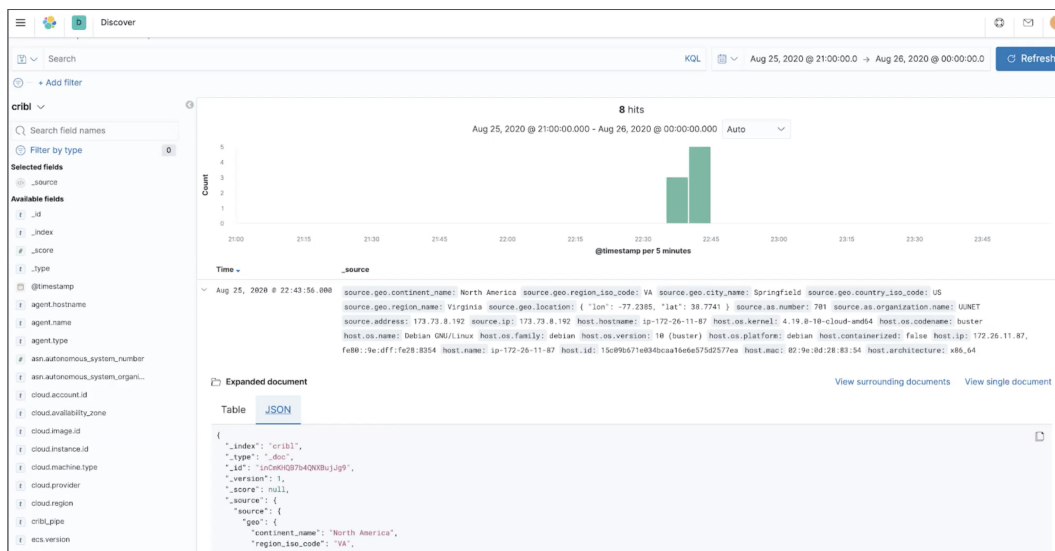 D Discover
Search KQL Aug 25, 2020 @ 21:00:00.0 → Aug 26, 2020 @ 00:00:00.0 Refresh
+ Add filter
cribl
Search field names
Filter by type 0
Selected fields
_source
Available fields
t _id
t _index
# _score
t _type
@timestamp
t agent.hostname
t agent.name
t agent.type
# asn.autonomous_system_number
t asn.autonomous_system_organi...
t cloud.account.id
t cloud.availability_zone
t cloud.image.id
t cloud.instance.id
t cloud.machine.type
t cloud.provider
t cloud.region
t cribl_pipe
t ecs.version
8 hits
Aug 25, 2020 @ 21:00:00.000 - Aug 26, 2020 @ 00:00:00.000 Auto
Count
5
4
3
2
1
0
21:00 21:15 21:30 21:45 22:00 22:15 22:30 22:45 23:00 23:15 23:30 23:45
@timestamp per 5 minutes
Time _source
Aug 25, 2020 @ 22:43:56.000 source.geo.continent_name: North America source.geo.region_iso_code: VA source.geo.city_name: Springfield source.geo.country_iso_code: US
source.geo.region_name: Virginia source.geo.location: { "lon": -77.2385, "lat": 38.7741 } source.as.number: 701 source.as.organization.name: UUNET
source.address: 173.73.8.192 source.ip: 173.73.8.192 host.hostname: ip-172-26-11-87 host.os.kernel: 4.19.0-10-cloud-amd64 host.os.codename: buster
host.os.name: Debian GNU/Linux host.os.family: debian host.os.version: 10 (buster) host.os.platform: debian host.containerized: false host.ip: 172.26.11.87,
fe80::9e:dff:fe28:8354 host.name: ip-172-26-11-87 host.id: 15c09b671e034bcaa16e6e575d2577ea host.mac: 02:9e:0d:28:83:54 host.architecture: x86_64
Expanded document View surrounding documents View single document
Table JSON
{
"_index": "cribl",
"_type": "_doc",
"_id": "inCmKHQB7b4QNXBujJg9",
"_version": 1,
"_score": null,
"_source": {
"source": {
"geo": {
"continent_name": "North America",
"region_iso_code": "VA",